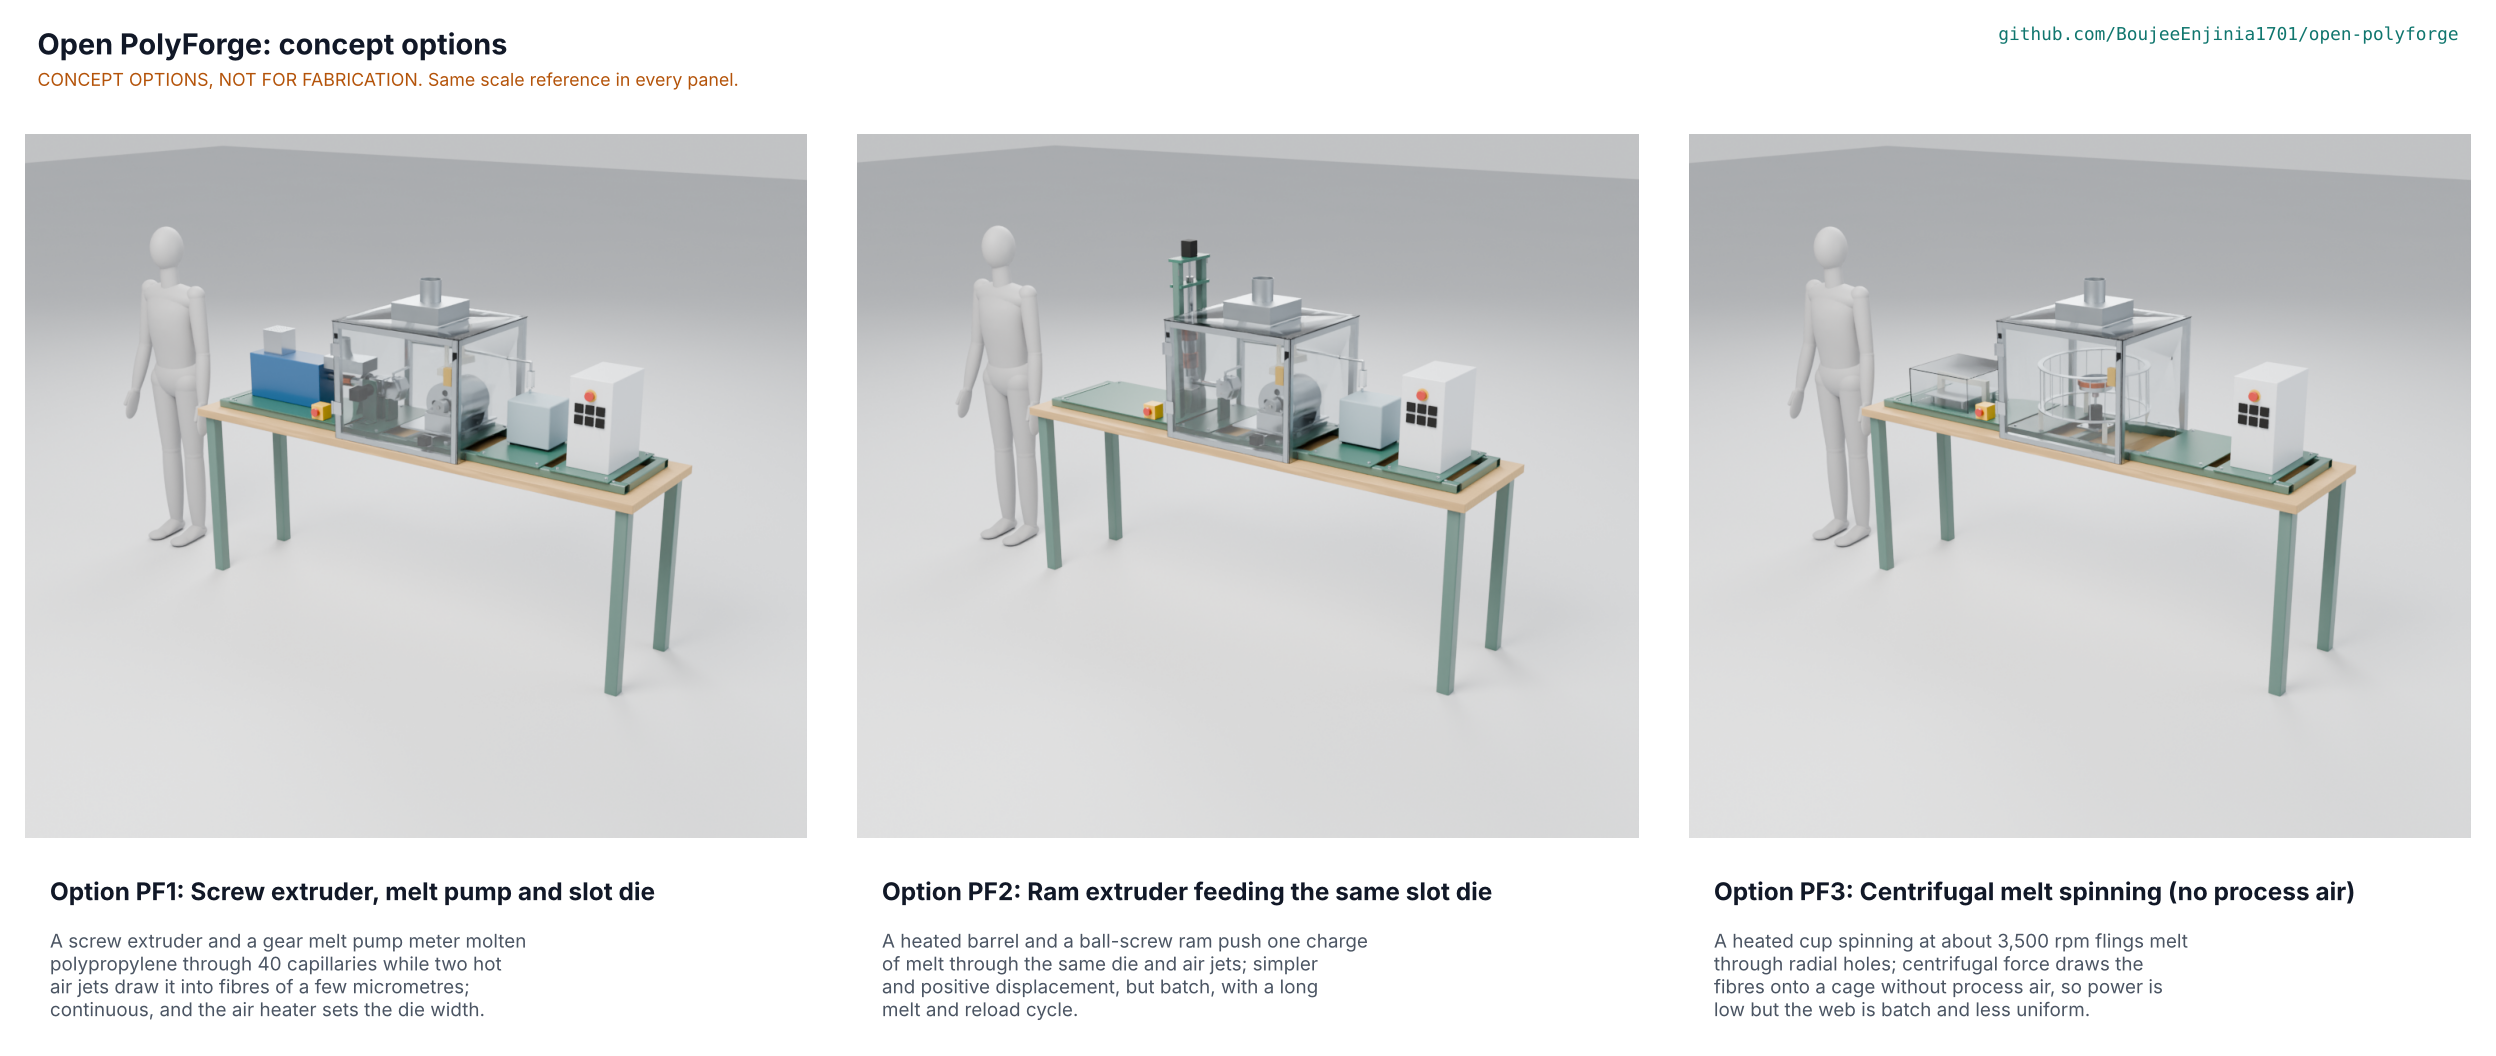 Open PolyForge: concept options
github.com/BoujeeEnjinia1701/open-polyforge
CONCEPT OPTIONS, NOT FOR FABRICATION. Same scale reference in every panel.
Option PF1: Screw extruder, melt pump and slot die
A screw extruder and a gear melt pump meter molten
polypropylene through 40 capillaries while two hot
air jets draw it into fibres of a few micrometres;
continuous, and the air heater sets the die width.
Option PF2: Ram extruder feeding the same slot die
A heated barrel and a ball-screw ram push one charge
of melt through the same die and air jets; simpler
and positive displacement, but batch, with a long
melt and reload cycle.
Option PF3: Centrifugal melt spinning (no process air)
A heated cup spinning at about 3,500 rpm flings melt
through radial holes; centrifugal force draws the
fibres onto a cage without process air, so power is
low but the web is batch and less uniform.